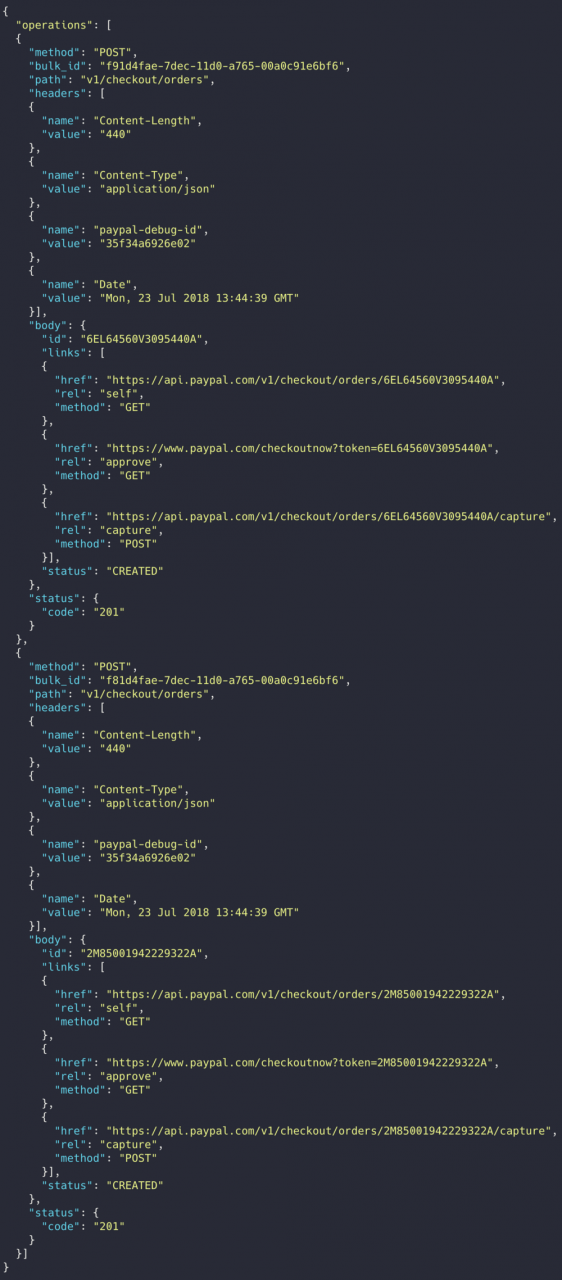 {
  "operations": [
  {
    "method": "POST",
    "bulk_id": "f91d4fae-7dec-11d0-a765-00a0c91e6bf6",
    "path": "v1/checkout/orders",
    "headers": [
    {
      "name": "Content-Length",
      "value": "440"
    },
    {
      "name": "Content-Type",
      "value": "application/json"
    },
    {
      "name": "paypal-debug-id",
      "value": "35f34a6926e02"
    },
    {
      "name": "Date",
      "value": "Mon, 23 Jul 2018 13:44:39 GMT"
    }],
    "body": {
      "id": "6EL64560V3095440A",
      "links": [
      {
        "href": "https://api.paypal.com/v1/checkout/orders/6EL64560V3095440A",
        "rel": "self",
        "method": "GET"
      },
      {
        "href": "https://www.paypal.com/checkoutnow?token=6EL64560V3095440A",
        "rel": "approve",
        "method": "GET"
      },
      {
        "href": "https://api.paypal.com/v1/checkout/orders/6EL64560V3095440A/capture",
        "rel": "capture",
        "method": "POST"
      }],
      "status": "CREATED"
    },
    "status": {
      "code": "201"
    }
  },
  {
    "method": "POST",
    "bulk_id": "f81d4fae-7dec-11d0-a765-00a0c91e6bf6",
    "path": "v1/checkout/orders",
    "headers": [
    {
      "name": "Content-Length",
      "value": "440"
    },
    {
      "name": "Content-Type",
      "value": "application/json"
    },
    {
      "name": "paypal-debug-id",
      "value": "35f34a6926e02"
    },
    {
      "name": "Date",
      "value": "Mon, 23 Jul 2018 13:44:39 GMT"
    }],
    "body": {
      "id": "2M85001942229322A",
      "links": [
      {
        "href": "https://api.paypal.com/v1/checkout/orders/2M85001942229322A",
        "rel": "self",
        "method": "GET"
      },
      {
        "href": "https://www.paypal.com/checkoutnow?token=2M85001942229322A",
        "rel": "approve",
        "method": "GET"
      },
      {
        "href": "https://api.paypal.com/v1/checkout/orders/2M85001942229322A/capture",
        "rel": "capture",
        "method": "POST"
      }],
      "status": "CREATED"
    },
    "status": {
      "code": "201"
    }
  }]
}